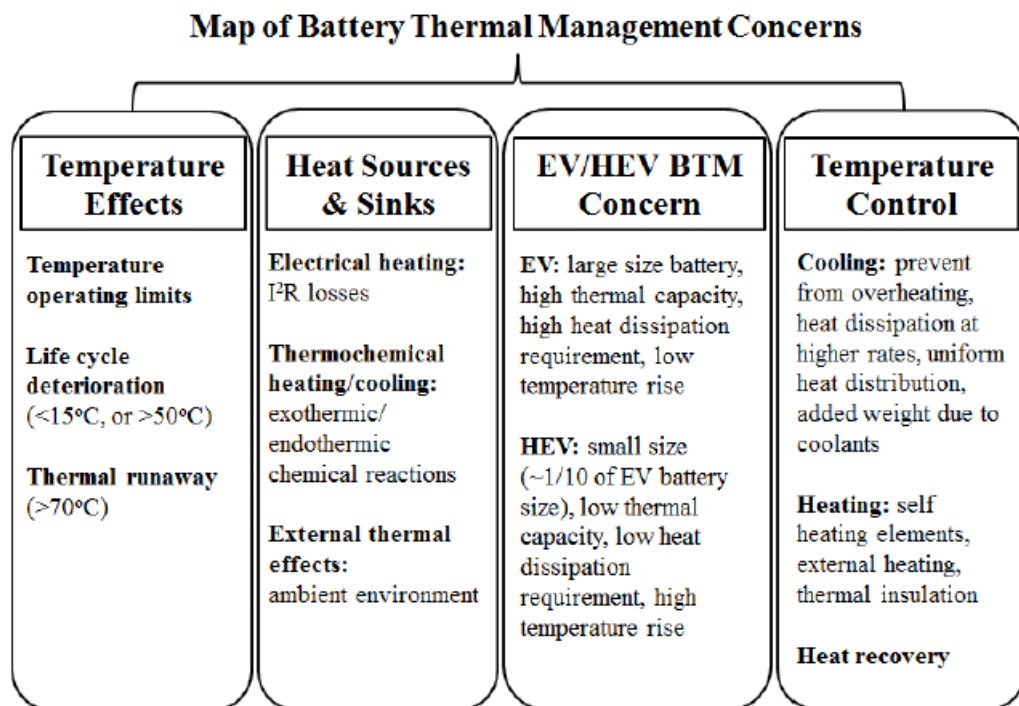 Map of Battery Thermal Management Concerns
Temperature
Effects
Temperature
operating limits
Life cycle
deterioration
(<15°C, or >50°C)
Thermal runaway
(>70°C)
Heat Sources
& Sinks
Electrical heating:
I²R losses
Thermochemical
heating/cooling:
exothermic/
endothermic
chemical reactions
External thermal
effects:
ambient environment
EV/HEV BTM
Concern
EV: large size battery,
high thermal capacity,
high heat dissipation
requirement, low
temperature rise
HEV: small size
(~1/10 of EV battery
size), low thermal
capacity, low heat
dissipation
requirement, high
temperature rise
Temperature
Control
Cooling: prevent
from overheating,
heat dissipation at
higher rates, uniform
heat distribution,
added weight due to
coolants
Heating: self
heating elements,
external heating,
thermal insulation
Heat recovery